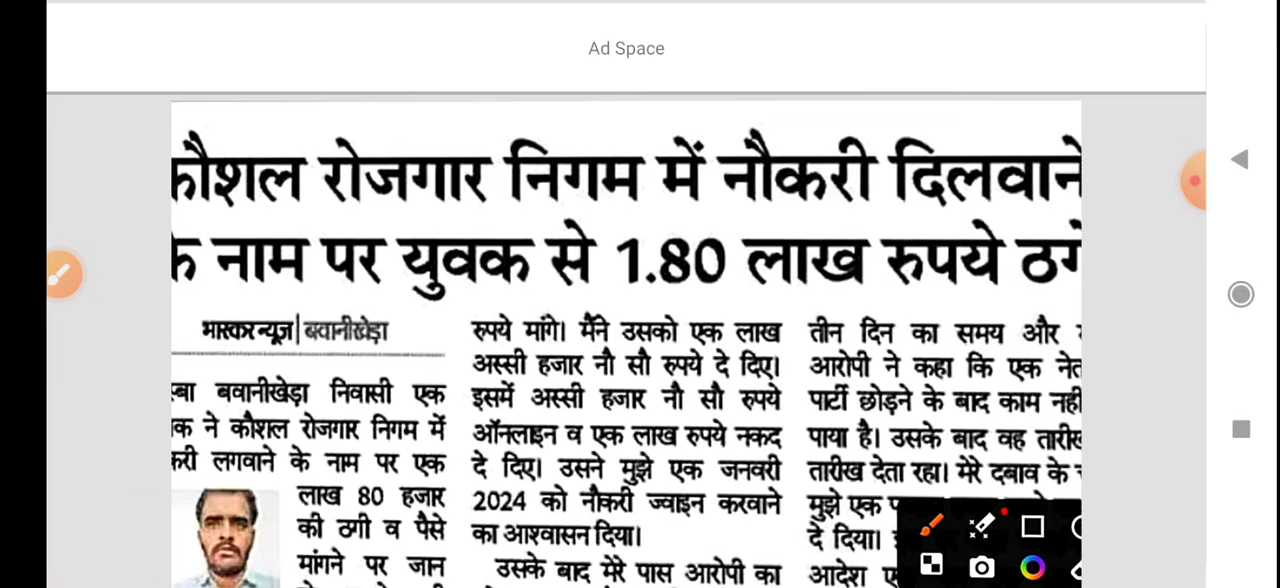 Ad Space
कौशल रोजगार निगम में नौकरी दिलवाने
के नाम पर युवक से 1.80 लाख रुपये ठगे
भास्कर न्यूज | बवानीखेड़ा
बवानीखेड़ा निवासी एक
ने कौशल रोजगार निगम में
लगवाने के नाम पर एक
लाख 80 हजार
की ठगी व पैसे
मांगने पर जान
रुपये मांगे। मैंने उसको एक लाख
अस्सी हजार नौ सौ रुपये दे दिए।
इसमें अस्सी हजार नौ सौ रुपये
ऑनलाइन व एक लाख रुपये नकद
दे दिए। उसने मुझे एक जनवरी
2024 को नौकरी ज्वाइन करवाने
का आश्वासन दिया।
उसके बाद मेरे पास आरोपी का
तीन दिन का समय और
आरोपी ने कहा कि एक
पार्टी छोड़ने के बाद काम नहीं
पाया है। उसके बाद वह तारीख
तारीख देता रहा। मेरे दबाव के
मुझे एक
दे दिया।
आदेश